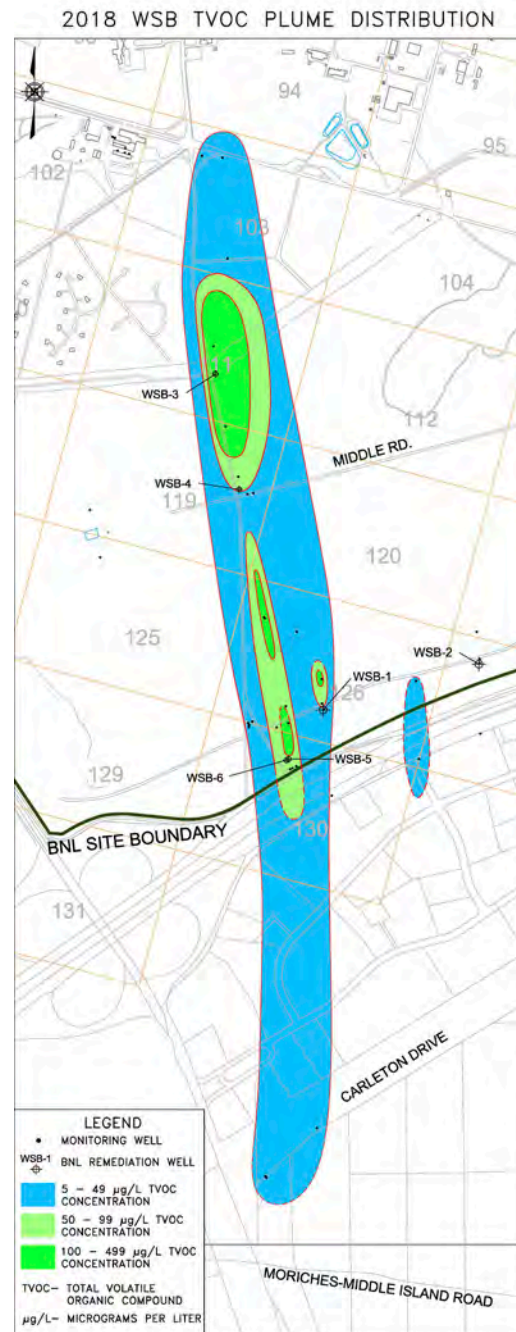 2018 WSB TVOC PLUME DISTRIBUTION
94
95
102
103
104
11
WSB-3
112
MIDDLE RD.
WSB-4
119
120
125
WSB-2
126
WSB-1
WSB-5
WSB-6
129
BNL SITE BOUNDARY
130
131
CARLETON DRIVE
LEGEND
MONITORING WELL
WSB-1 BNL REMEDIATION WELL
5 – 49 µg/L TVOC
CONCENTRATION
50 – 99 µg/L TVOC
CONCENTRATION
100 – 499 µg/L TVOC
CONCENTRATION
TVOC– TOTAL VOLATILE
ORGANIC COMPOUND
µg/L– MICROGRAMS PER LITER
MORICHES-MIDDLE ISLAND ROAD